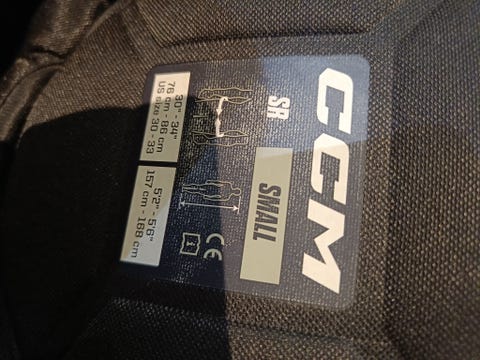 CCM
SR
SMALL
30" - 34"
76 cm - 86 cm
US size 30 - 33
5'2" - 5'6"
157 cm - 168 cm
CE